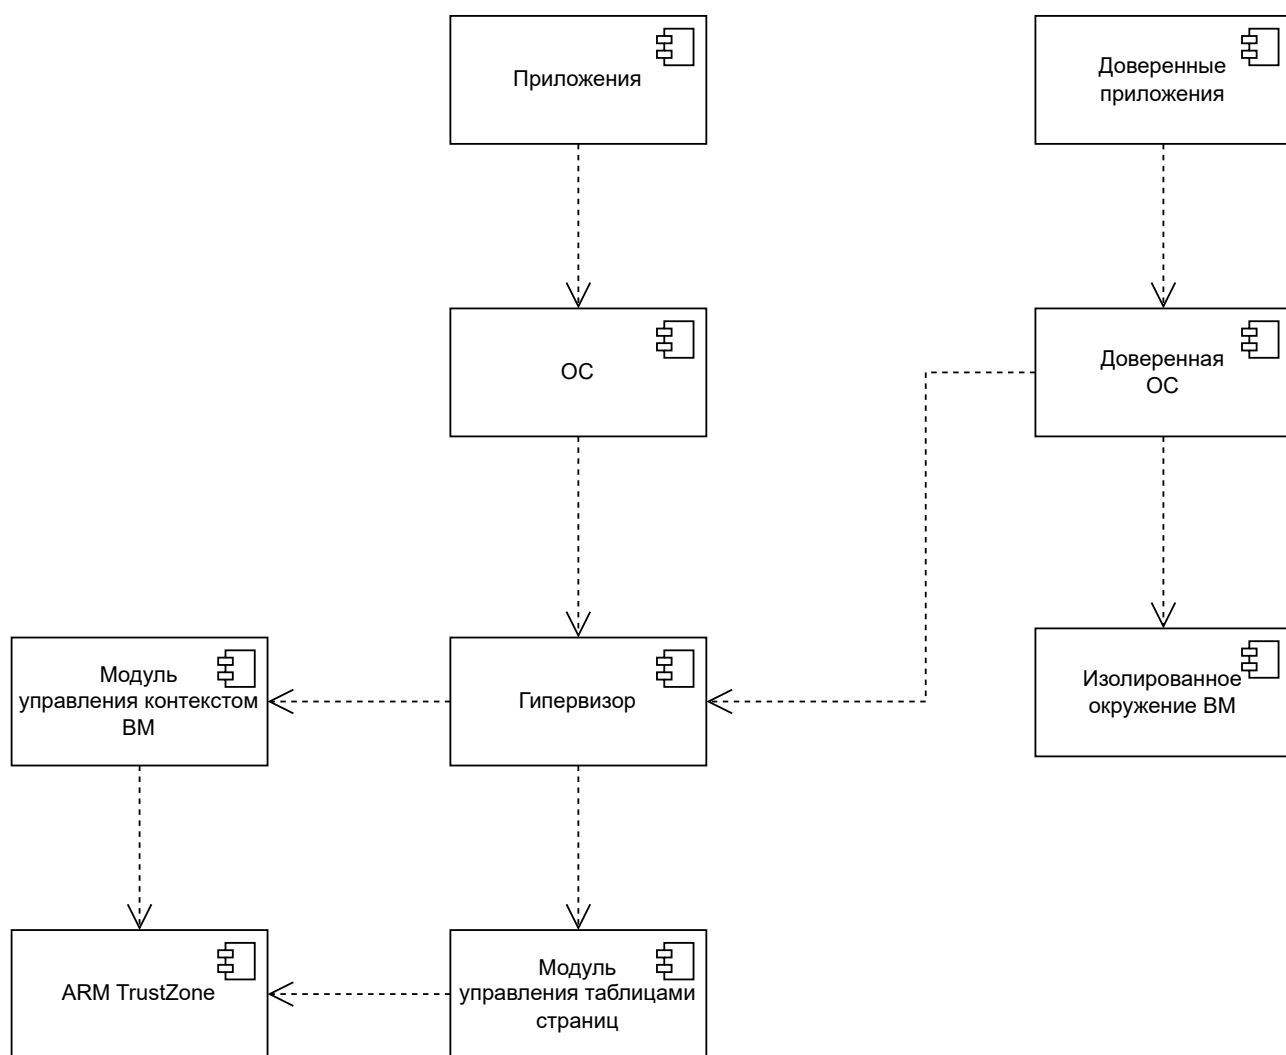 Приложения
Доверенные
приложения
ОС
Доверенная
ОС
Модуль
управления контекстом
ВМ
Гипервизор
Изолированное
окружение ВМ
ARM TrustZone
Модуль
управления таблицами
страниц